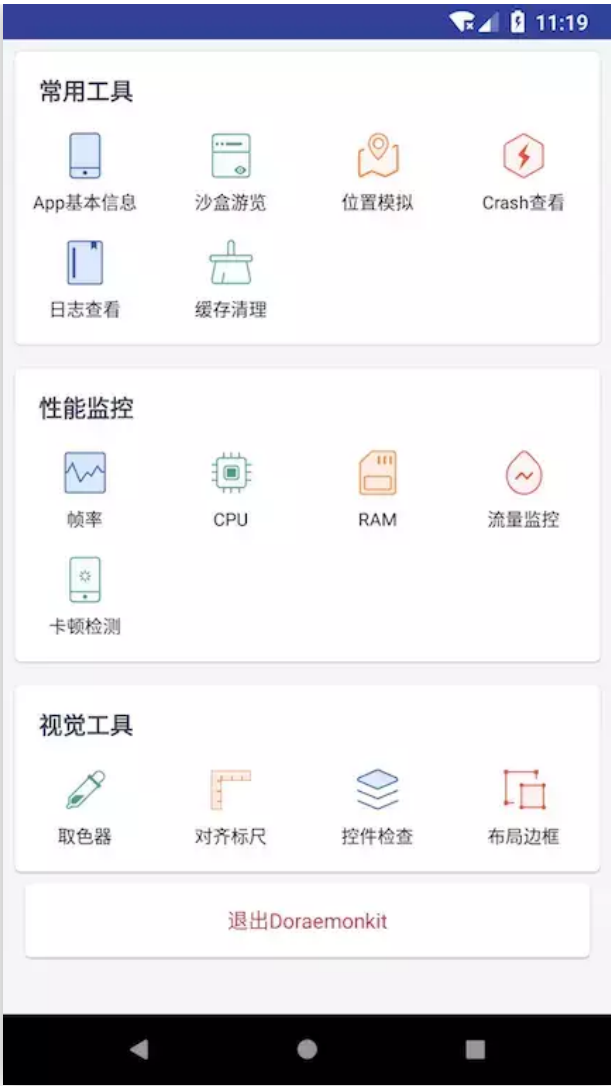 11:19
常用工具
App基本信息 沙盒游览 位置模拟 Crash查看
日志查看 缓存清理
性能监控
帧率 CPU RAM 流量监控
卡顿检测
视觉工具
取色器 对齐标尺 控件检查 布局边框
退出Doraemonkit